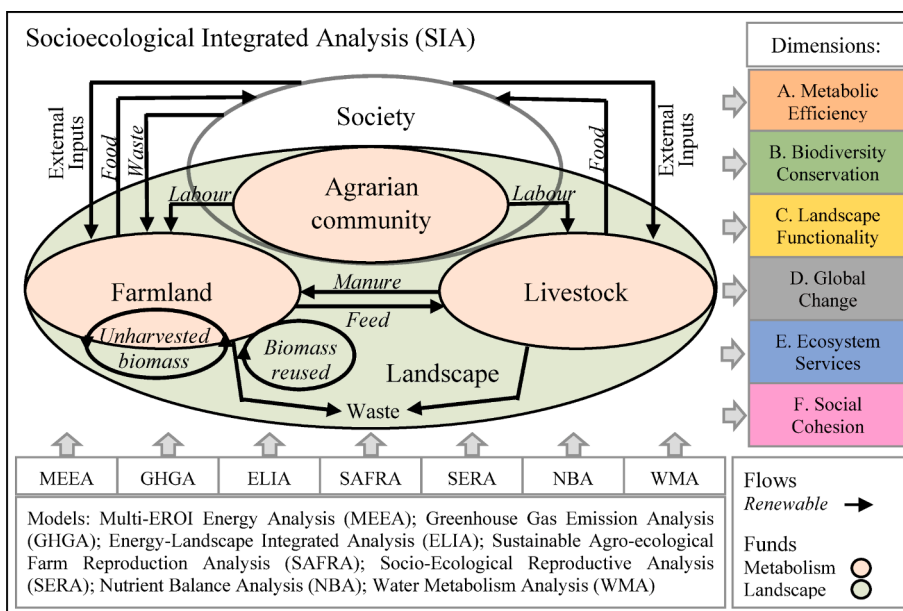 Socioecological Integrated Analysis (SIA)
Dimensions:
A. Metabolic
Efficiency
B. Biodiversity
Conservation
C. Landscape
Functionality
D. Global
Change
E. Ecosystem
Services
F. Social
Cohesion
External
Inputs
Food
Waste
Society
Food
External
Inputs
Labour
Agrarian
community
Labour
Farmland
Manure
Feed
Livestock
Unharvested
biomass
Biomass
reused
Landscape
Waste
MEEA
GHGA
ELIA
SAFRA
SERA
NBA
WMA
Models: Multi-EROI Energy Analysis (MEEA); Greenhouse Gas Emission Analysis
(GHGA); Energy-Landscape Integrated Analysis (ELIA); Sustainable Agro-ecological
Farm Reproduction Analysis (SAFRA); Socio-Ecological Reproductive Analysis
(SERA); Nutrient Balance Analysis (NBA); Water Metabolism Analysis (WMA)
Flows
Renewable
Funds
Metabolism
Landscape